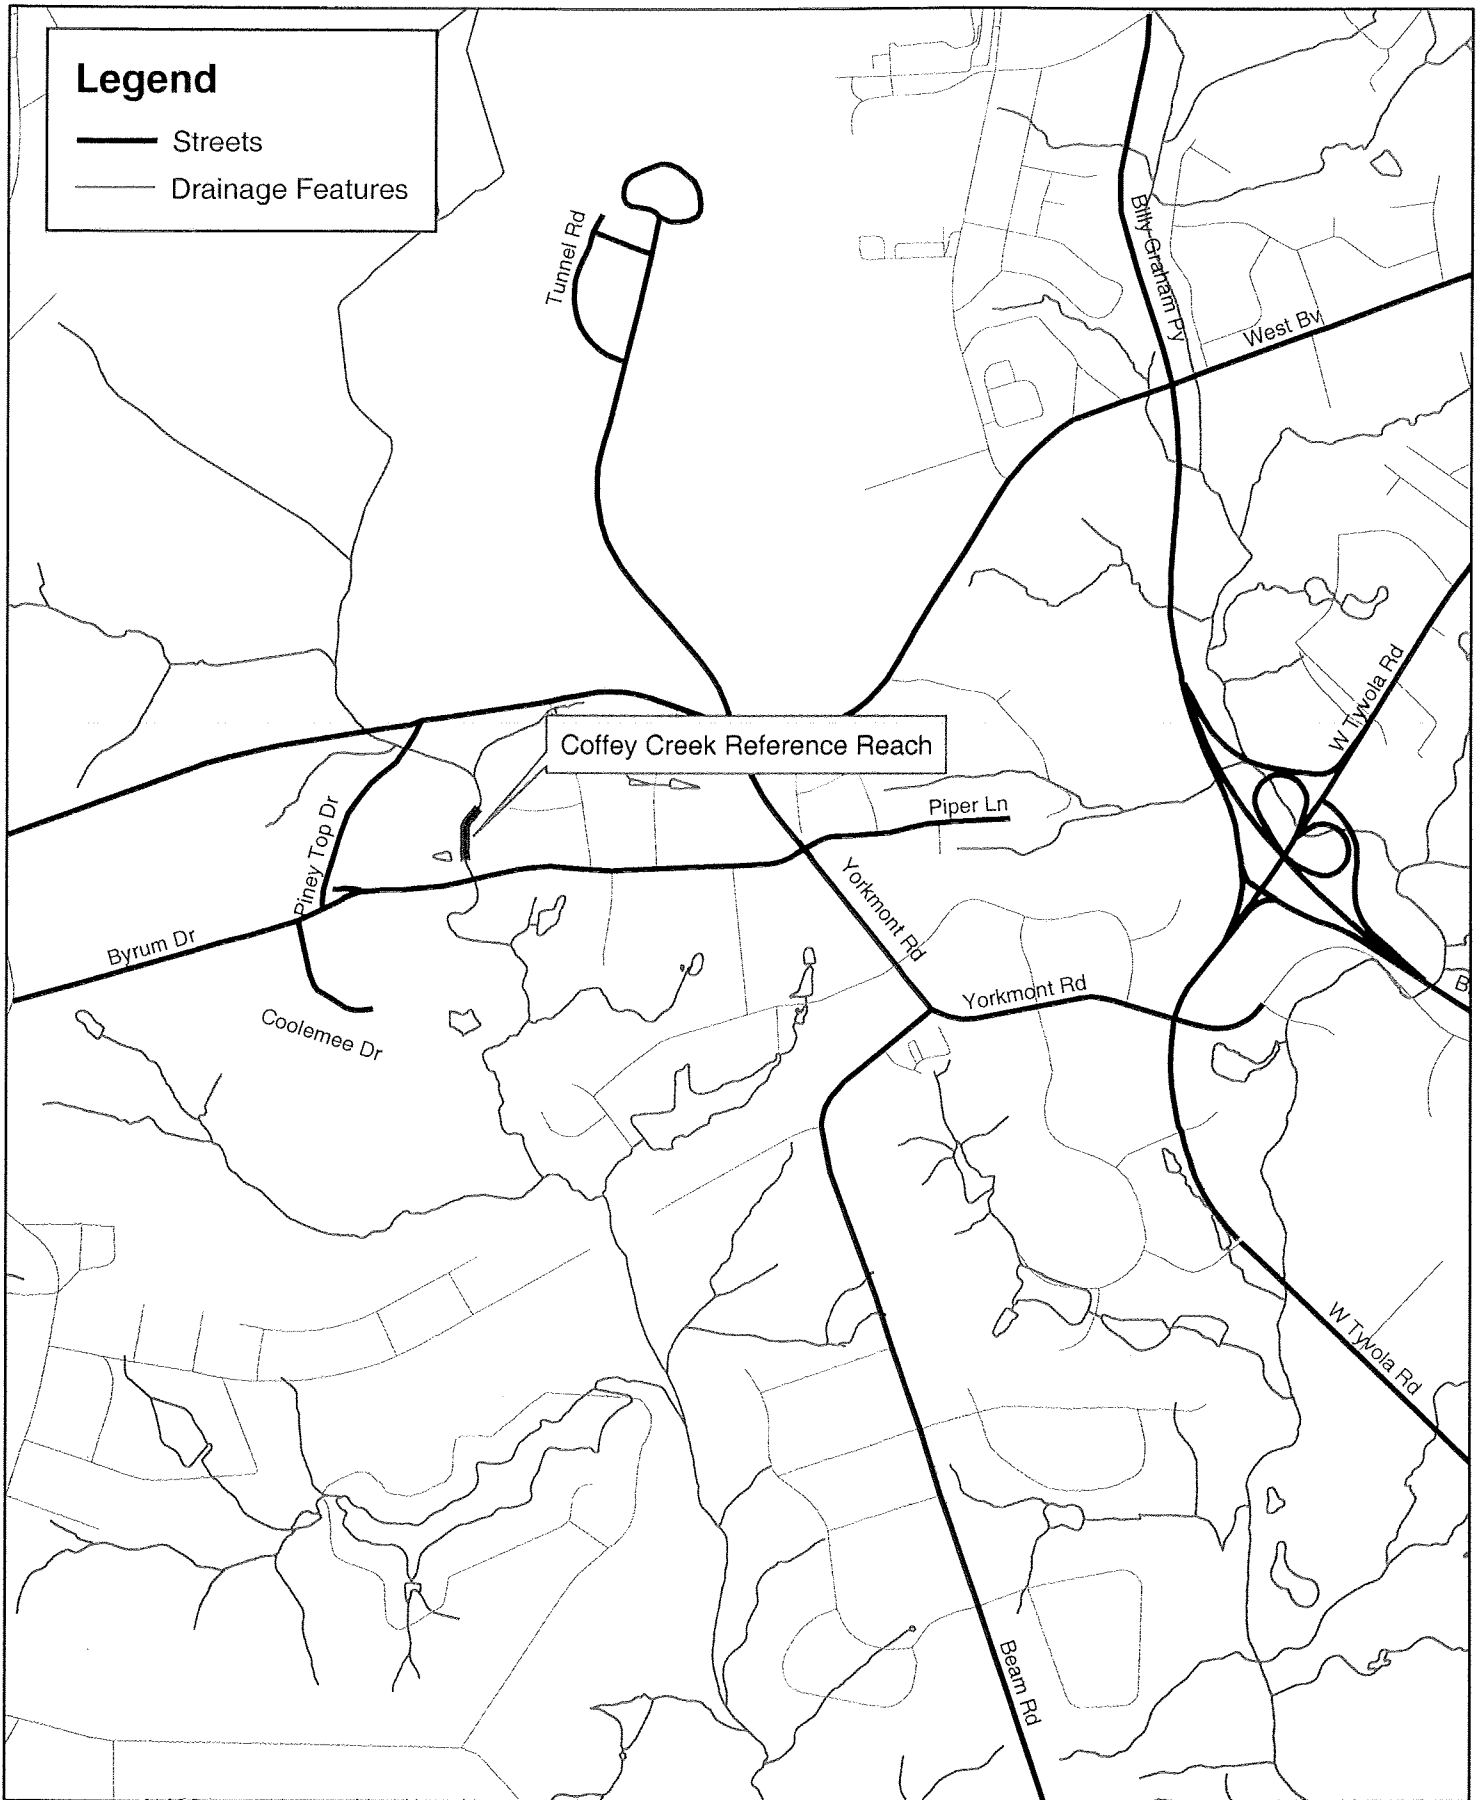 Legend
Streets
Drainage Features
Tunnel Rd
Billy Graham Py
West Bv
W Tyvola Rd
Coffey Creek Reference Reach
Piper Ln
Piney Top Dr
Yorkmont Rd
Byrum Dr
Yorkmont Rd
B
Coolemee Dr
W Tyvola Rd
Beam Rd